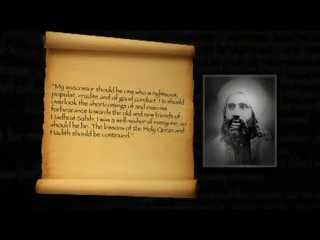 "My successor should be one who is righteous,
popular, erudite and of good conduct. He should
overlook the shortcomings of and exercise
forbearance towards the old and new friends of
Hadhrat Sahib. I was a well-wisher of everyone, so
should he be. The lessons of the Holy Quran and
Hadith should be continued."